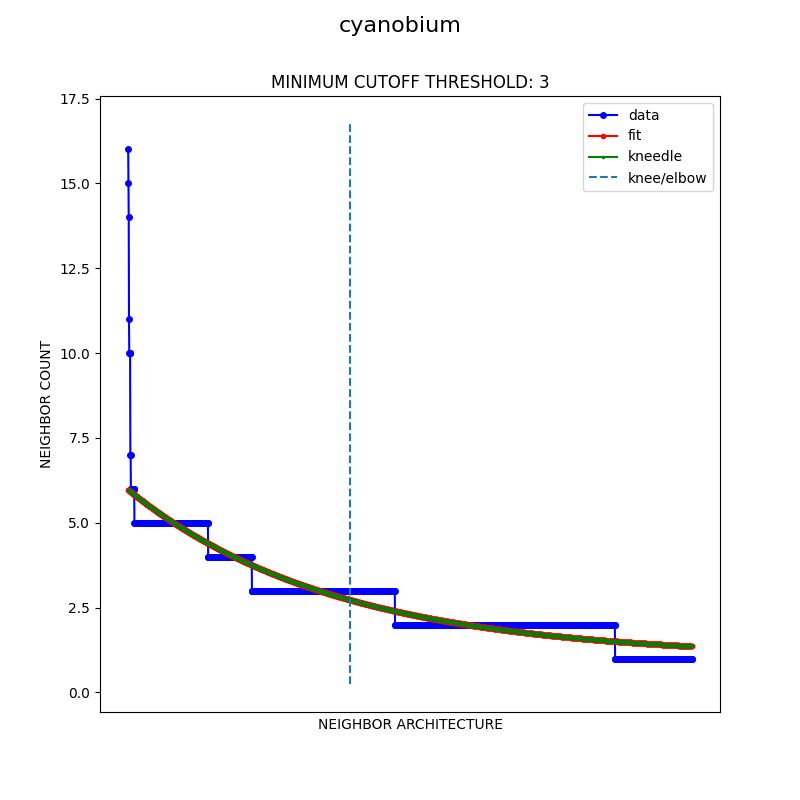 cyanobium
MINIMUM CUTOFF THRESHOLD: 3
17.5
15.0
12.5
10.0
7.5
5.0
2.5
0.0
NEIGHBOR COUNT
data
fit
kneedle
knee/elbow
NEIGHBOR ARCHITECTURE